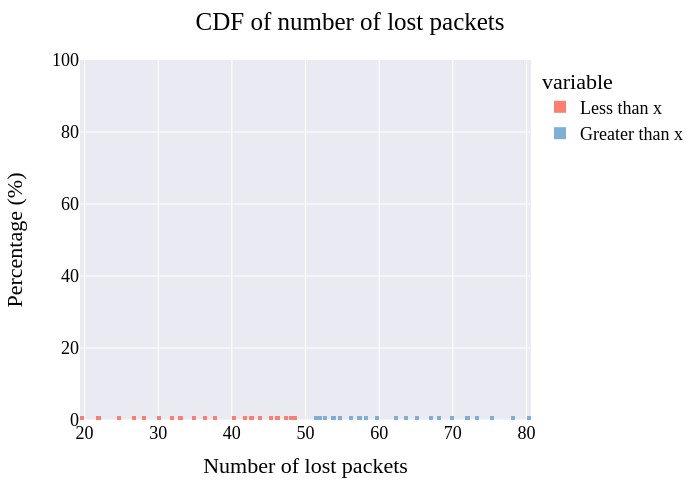 CDF of number of lost packets
variable
Less than x
Greater than x
Percentage (%)
100
80
60
40
20
0
20 30 40 50 60 70 80
Number of lost packets